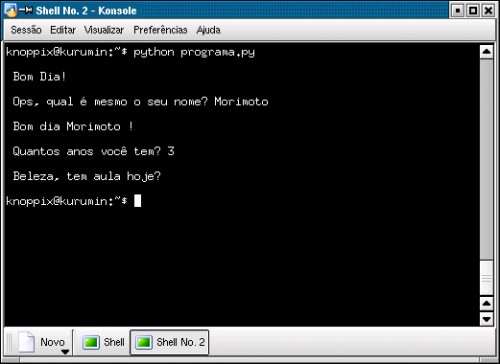 Shell No. 2 - Konsole
Sessão Editar Visualizar Preferências Ajuda
knoppix@kurumin:~$ python programa.py
Bom Dia!
Ops, qual é mesmo o seu nome? Morimoto
Bom dia Morimoto !
Quantos anos você tem? 3
Beleza, tem aula hoje?
knoppix@kurumin:~$
Novo Shell Shell No. 2